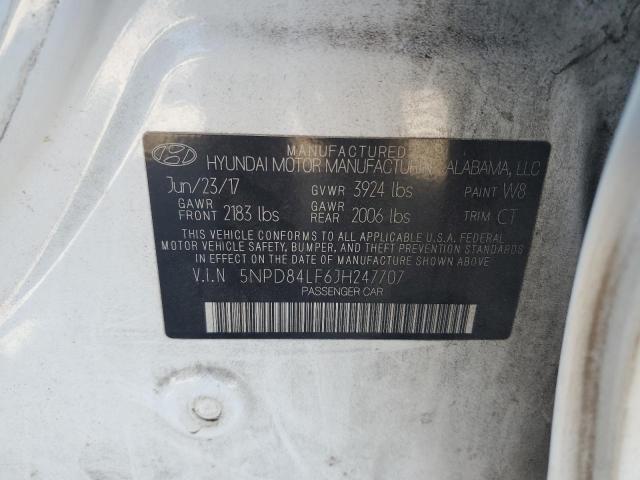 MANUFACTURED
HYUNDAI MOTOR MANUFACTURIN ALABAMA, LLC
Jun/23/17 GVWR 3924 lbs PAINT W8
GAWR FRONT 2183 lbs GAWR REAR 2006 lbs TRIM CT
THIS VEHICLE CONFORMS TO ALL APPLICABLE U.S.A. FEDERAL
MOTOR VEHICLE SAFETY, BUMPER, AND THEFT PREVENTION
STANDARDS IN EFFECT ON THE DATE OF MANUFACTURE SHOWN ABOVE.
V.I.N 5NPD84LF6JH247707
PASSENGER CAR